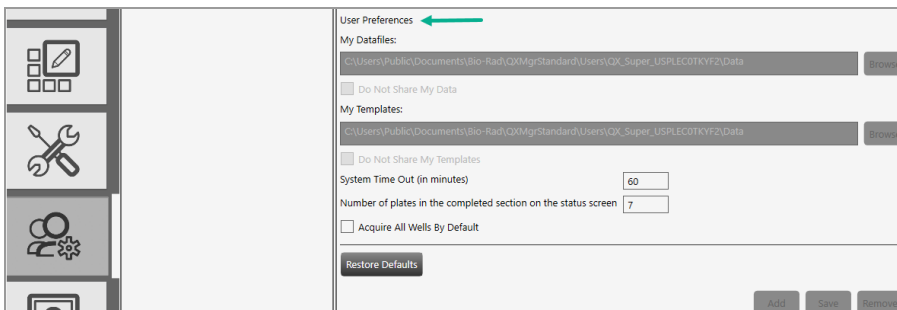 User Preferences
My Datafiles:
C:\Users\Public\Documents\Bio-Rad\QXMgrStandard\Users\QX_Super_USPLEC0TKYF2\Data
Browse
Do Not Share My Data
My Templates:
C:\Users\Public\Documents\Bio-Rad\QXMgrStandard\Users\QX_Super_USPLEC0TKYF2\Data
Browse
Do Not Share My Templates
System Time Out (in minutes) 60
Number of plates in the completed section on the status screen 7
Acquire All Wells By Default
Restore Defaults
Add Save Remove